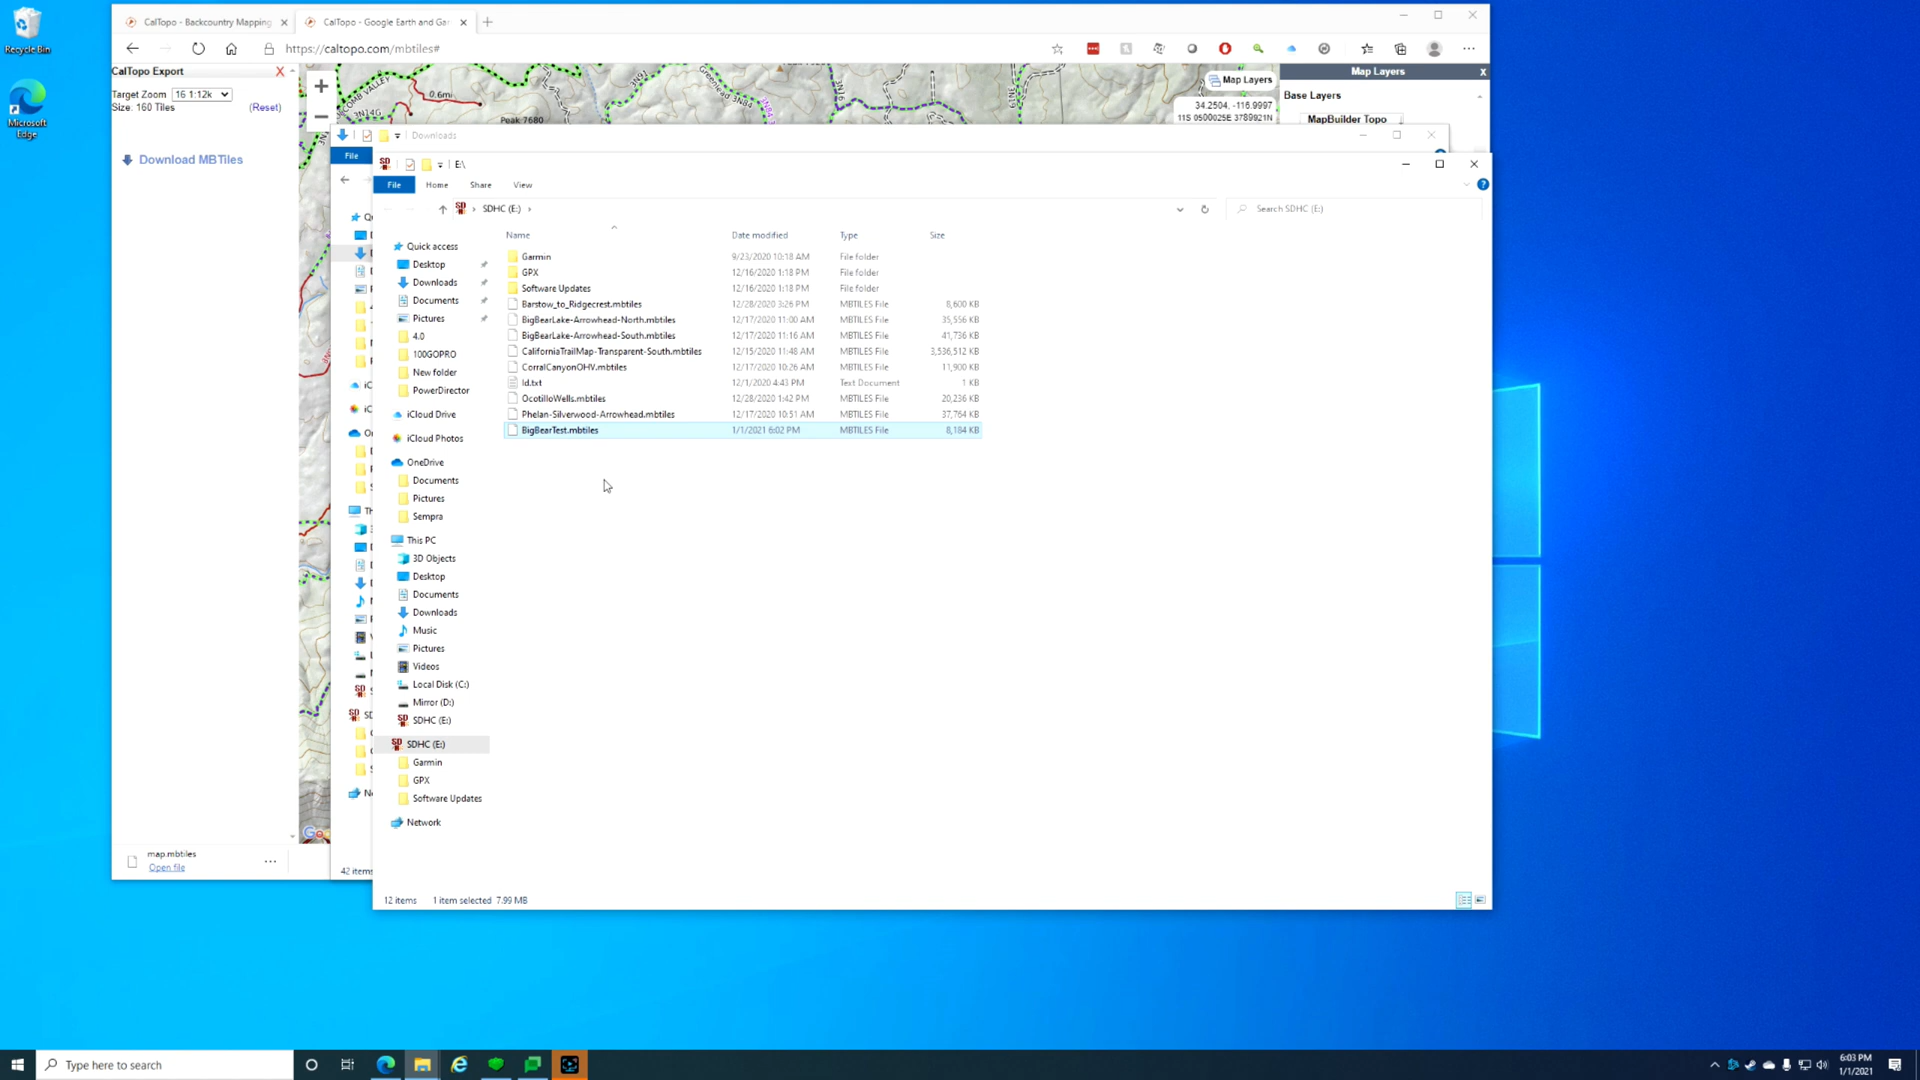 Recycle Bin
Microsoft Edge
CalTopo - Backcountry Mapping
CalTopo - Google Earth and Gar
https://caltopo.com/mbtiles#
CalTopo Export X
Target Zoom 16 1:12k
Size: 160 Tiles (Reset)
Download MBTiles
0.6mi
3N14G
3N91
Greenlead 3N84
3N16
Peak 7680
Map Layers
34.2504, -116.9997
11S 0500025E 3789921N
Map Layers X
Base Layers
MapBuilder Topo
Downloads
File
E:\
File Home Share View
SDHC (E:)
Search SDHC (E:)
Name Date modified Type Size
Garmin 9/23/2020 10:18 AM File folder
GPX 12/16/2020 1:18 PM File folder
Software Updates 12/16/2020 1:18 PM File folder
Barstow_to_Ridgecrest.mbtiles 12/28/2020 3:26 PM MBTILES File 8,600 KB
BigBearLake-Arrowhead-North.mbtiles 12/17/2020 11:00 AM MBTILES File 35,556 KB
BigBearLake-Arrowhead-South.mbtiles 12/17/2020 11:16 AM MBTILES File 41,736 KB
CaliforniaTrailMap-Transparent-South.mbtiles 12/15/2020 11:48 AM MBTILES File 3,536,512 KB
CorralCanyonOHV.mbtiles 12/17/2020 10:26 AM MBTILES File 11,900 KB
Id.txt 12/1/2020 4:43 PM Text Document 1 KB
OcotilloWells.mbtiles 12/28/2020 1:42 PM MBTILES File 20,236 KB
Phelan-Silverwood-Arrowhead.mbtiles 12/17/2020 10:51 AM MBTILES File 37,764 KB
BigBearTest.mbtiles 1/1/2021 6:02 PM MBTILES File 8,184 KB
Quick access
Desktop
Downloads
Documents
Pictures
4.0
100GOPRO
New folder
PowerDirector
iCloud Drive
iCloud Photos
OneDrive
Documents
Pictures
Sempra
This PC
3D Objects
Desktop
Documents
Downloads
Music
Pictures
Videos
Local Disk (C:)
Mirror (D:)
SDHC (E:)
SDHC (E:)
Garmin
GPX
Software Updates
Network
map.mbtiles
Open file
42 items
12 items 1 item selected 7.99 MB
Type here to search
6:03 PM
1/1/2021